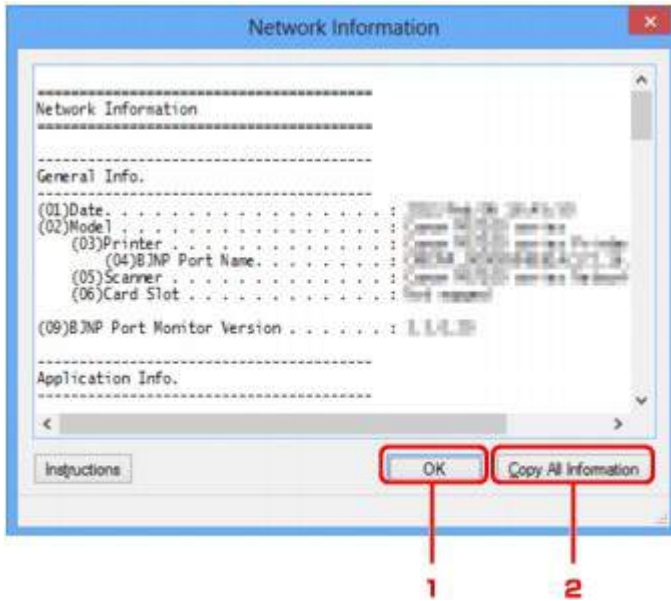 Network Information
Network Information
General Info.
(01)Date. . . . . . . . . . . . . . . . . :
(02)Model . . . . . . . . . . . . . . . . :
(03)Printer . . . . . . . . . . . . . . :
(04)BJNP Port Name. . . . . . . . :
(05)Scanner . . . . . . . . . . . . . . :
(06)Card Slot . . . . . . . . . . . . . :
(09)BJNP Port Monitor Version . . . . . . :
Application Info.
Instructions
OK
Copy All Information
1
2